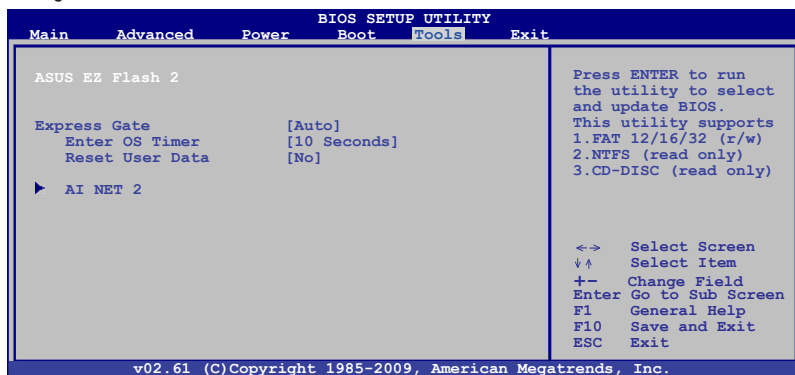 BIOS SETUP UTILITY
Main Advanced Power Boot Tools Exit
ASUS EZ Flash 2
Express Gate [Auto]
Enter OS Timer [10 Seconds]
Reset User Data [No]
AI NET 2
Press ENTER to run
the utility to select
and update BIOS.
This utility supports
1.FAT 12/16/32 (r/w)
2.NTFS (read only)
3.CD-DISC (read only)
←→ Select Screen
↓↑ Select Item
+- Change Field
Enter Go to Sub Screen
F1 General Help
F10 Save and Exit
ESC Exit
v02.61 (C)Copyright 1985-2009, American Megatrends, Inc.